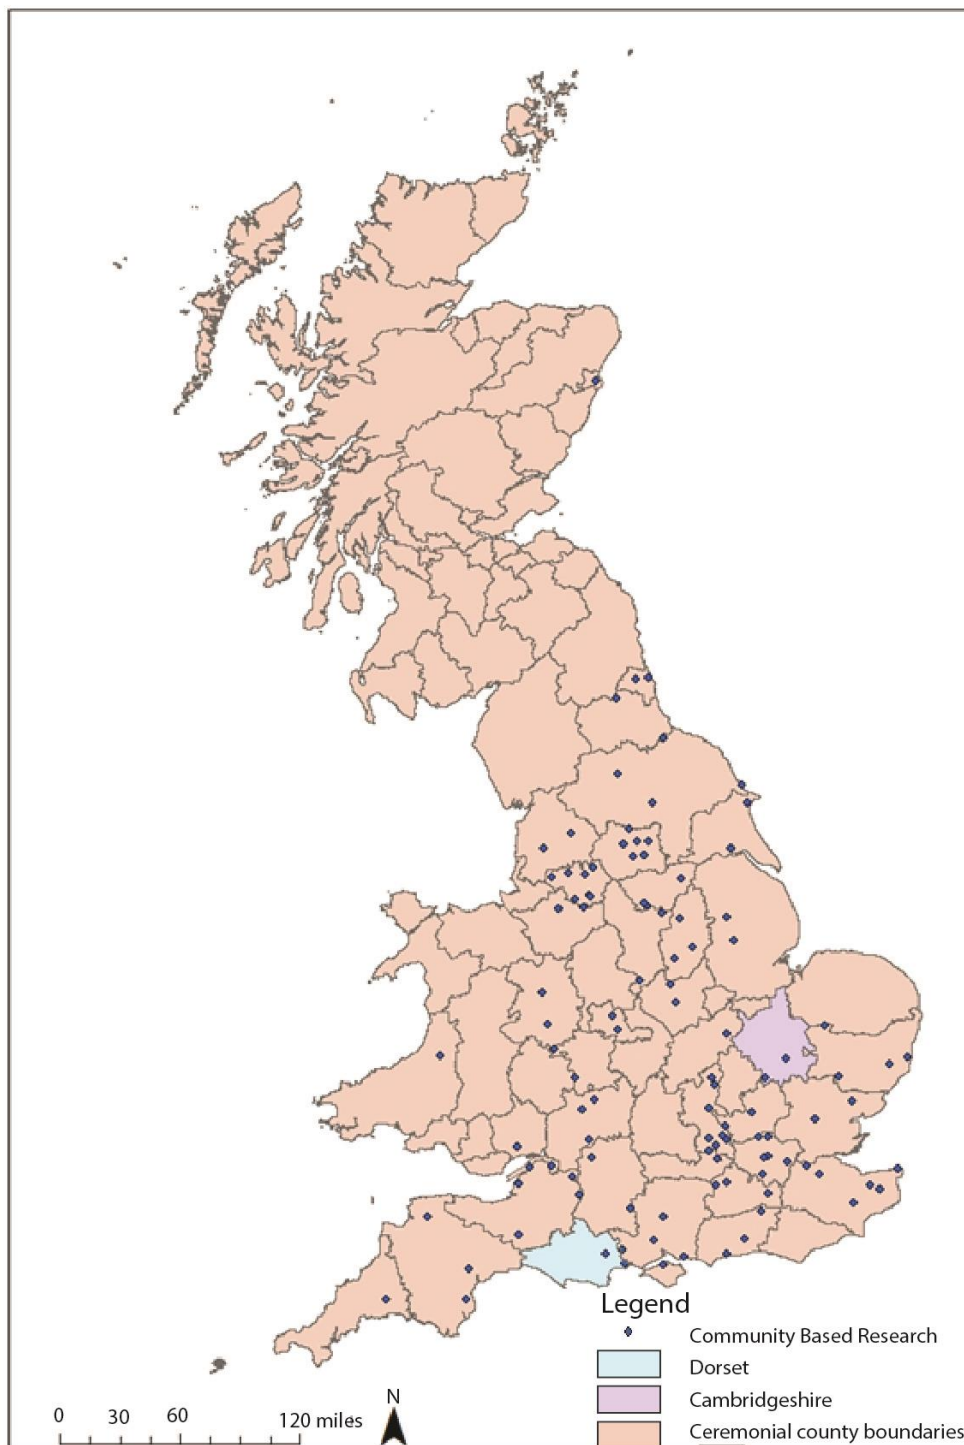 Legend
Community Based Research
Dorset
Cambridgeshire
Ceremonial county boundaries
N
0 30 60 120 miles